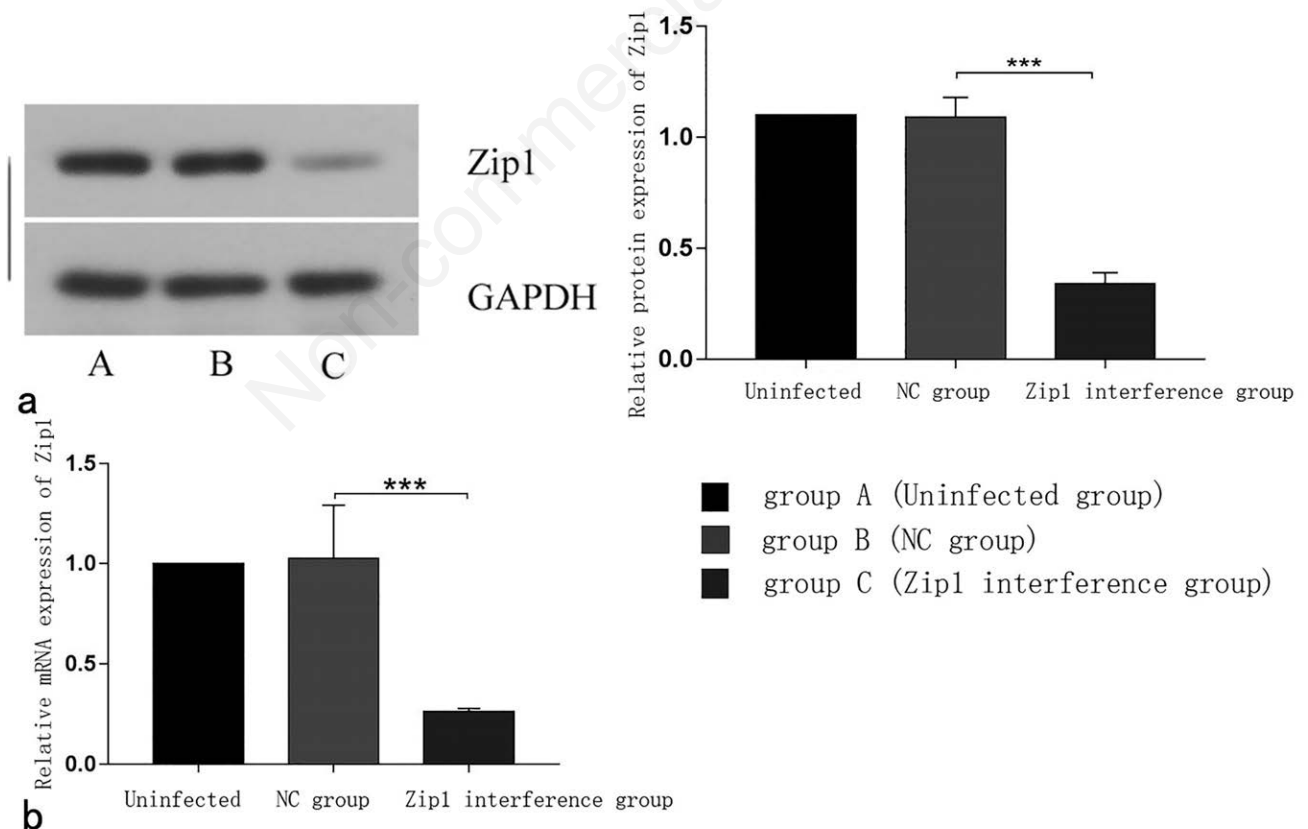 Non-commercial
Zip1
GAPDH
A B C
a
Relative protein expression of Zip1
1.5
1.0
0.5
0.0
***
Uninfected NC group Zip1 interference group
Relative mRNA expression of Zip1
1.5
1.0
0.5
0.0
***
Uninfected NC group Zip1 interference group
b
group A (Uninfected group)
group B (NC group)
group C (Zip1 interference group)